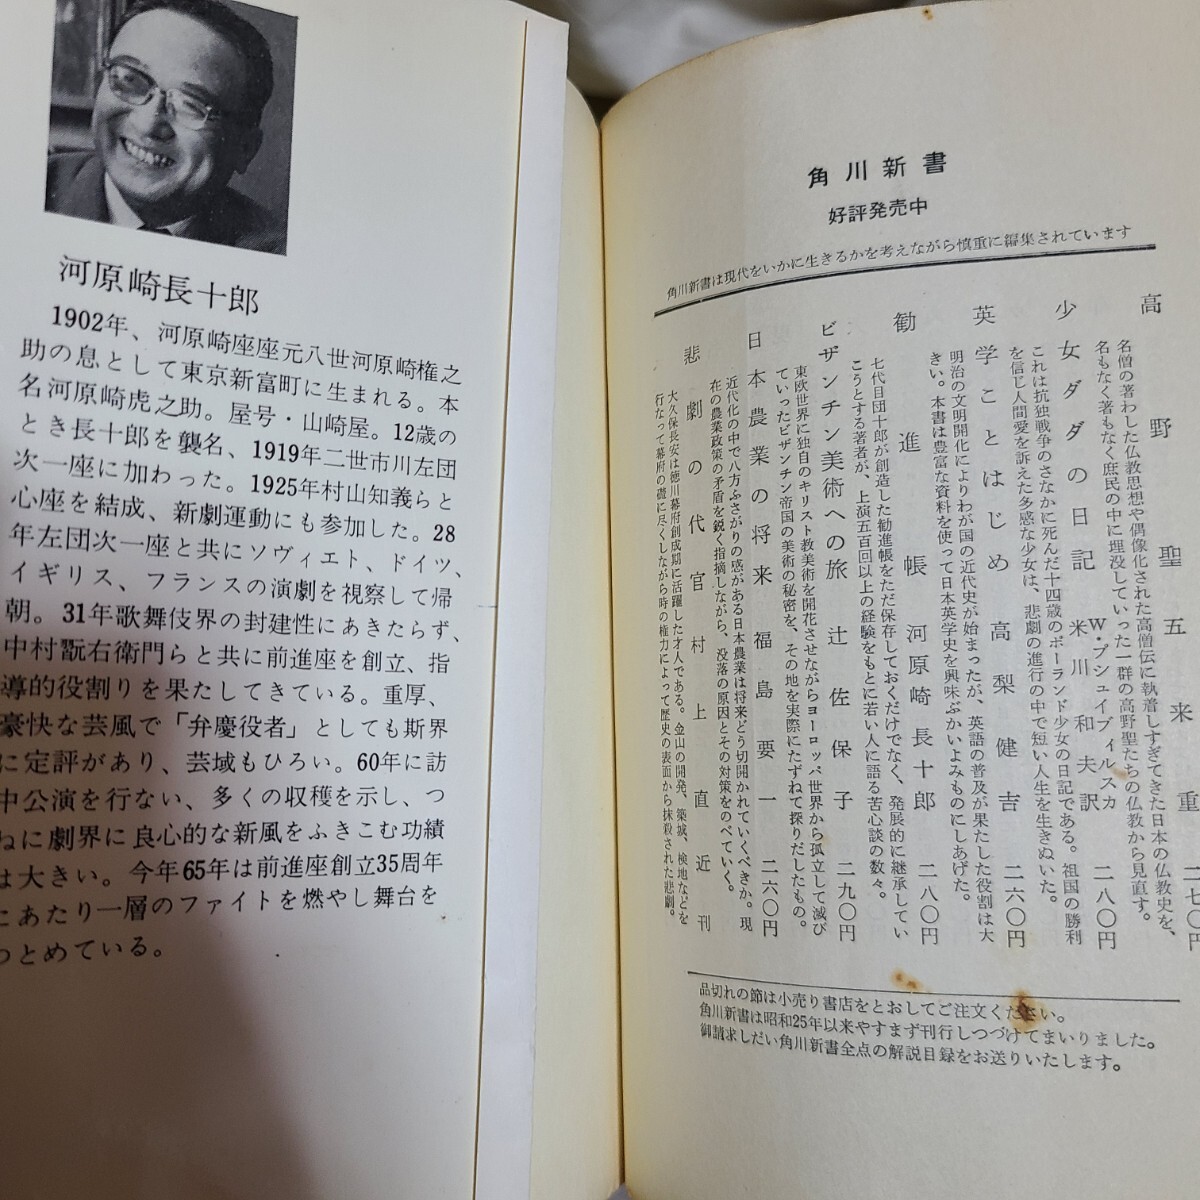 河原崎長十郎
1902年、河原崎座座元八世河原崎権之
助の息として東京新富町に生まれる。本
名河原崎虎之助。屋号・山崎屋。12歳の
とき長十郎を襲名、1919年二世市川左団
次一座に加わった。1925年村山知義らと
心座を結成、新劇運動にも参加した。28
年左団次一座と共にソヴィエト、ドイツ、
イギリス、フランスの演劇を視察して帰
朝。31年歌舞伎界の封建性にあきたらず、
中村翫右衛門らと共に前進座を創立、指
導的役割りを果たしてきている。重厚、
豪快な芸風で「弁慶役者」としても斯界
に定評があり、芸域もひろい。60年に訪
中公演を行ない、多くの収穫を示し、つ
ねに劇界に良心的な新風をふきこむ功績
は大きい。今年65年は前進座創立35周年
にあたり一層のファイトを燃やし舞台を
つとめている。
角川新書
好評発売中
角川新書は現代をいかに生きるかを考えながら慎重に編集されています
高野聖 五来重 二七〇円
名僧の著わした仏教思想や偶像化された高僧伝に執着しすぎてきた日本の仏教史を、
名もなく著もなく庶民の中に埋没していった一群の高野聖たちの仏教から見直す。
少女ダダの日記 W・プシェイブィルスカ 米川和夫訳 二八〇円
これは抗独戦争のさなかに死んだ十四歳のポーランド少女の日記である。祖国の勝利
を信じ人間愛を訴えた多感な少女は、悲劇の進行の中で短い人生を生きぬいた。
英学ことはじめ 高梨健吉 二六〇円
明治の文明開化によりわが国の近代史が始まったが、英語の普及が果たした役割は大
きい。本書は豊富な資料を使って日本英学史を興味ぶかいよみものにしあげた。
勧進帳 河原崎長十郎 二八〇円
七代目団十郎が創造した勧進帳をただ保存しておくだけでなく、発展的に継承してい
こうとする著者が、上演五百回以上の経験をもとに若い人に語る苦心談の数々。
ビザンチン美術への旅 辻佐保子 二九〇円
東欧世界に独自のキリスト教美術を開花させながらヨーロッパ世界から孤立して滅び
ていったビザンチン帝国の美術の秘密を、その地を実際にたずねて探りだしたもの。
日本農業の将来 福島要一 二六〇円
近代化の中で八方ふさがりの感がある日本農業は将来どう切開かれていくべきか。現
在の農業政策の矛盾を鋭く指摘しながら、没落の原因とその対策をのべていく。
悲劇の代官 村上直 近刊
大久保長安は徳川幕府創成期に活躍した才人である。金山の開発、築城、検地などを
行なって幕府の礎に尽くしながら時の権力によって歴史の表面から抹殺された悲劇。
品切れの節は小売り書店をとおしてご注文ください。
角川新書は昭和25年以来やすまず刊行しつづけてまいりました。
御請求しだい角川新書全点の解説目録をお送りいたします。